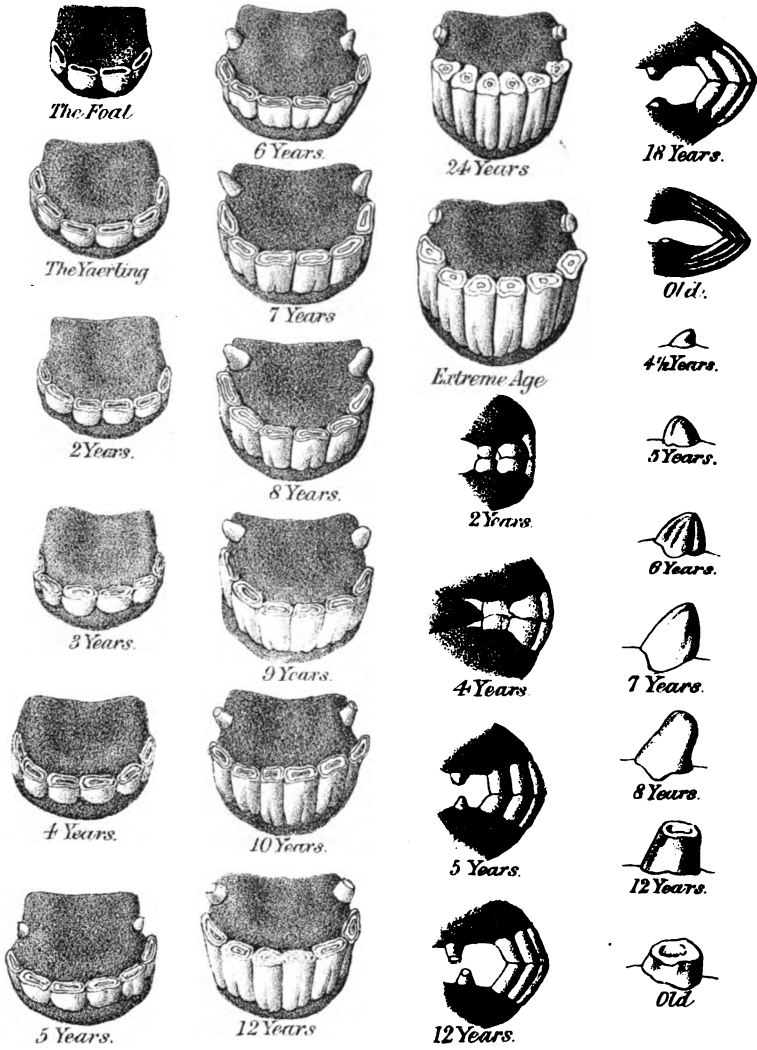 The Foal
The Yaerling
2 Years.
3 Years.
4 Years.
5 Years.
6 Years.
7 Years
8 Years.
9 Years.
10 Years.
12 Years
24 Years
Extreme Age
2 Years.
4 Years.
5 Years.
12 Years.
18 Years.
Old.
4½ Years.
5 Years.
6 Years.
7 Years.
8 Years.
12 Years.
Old